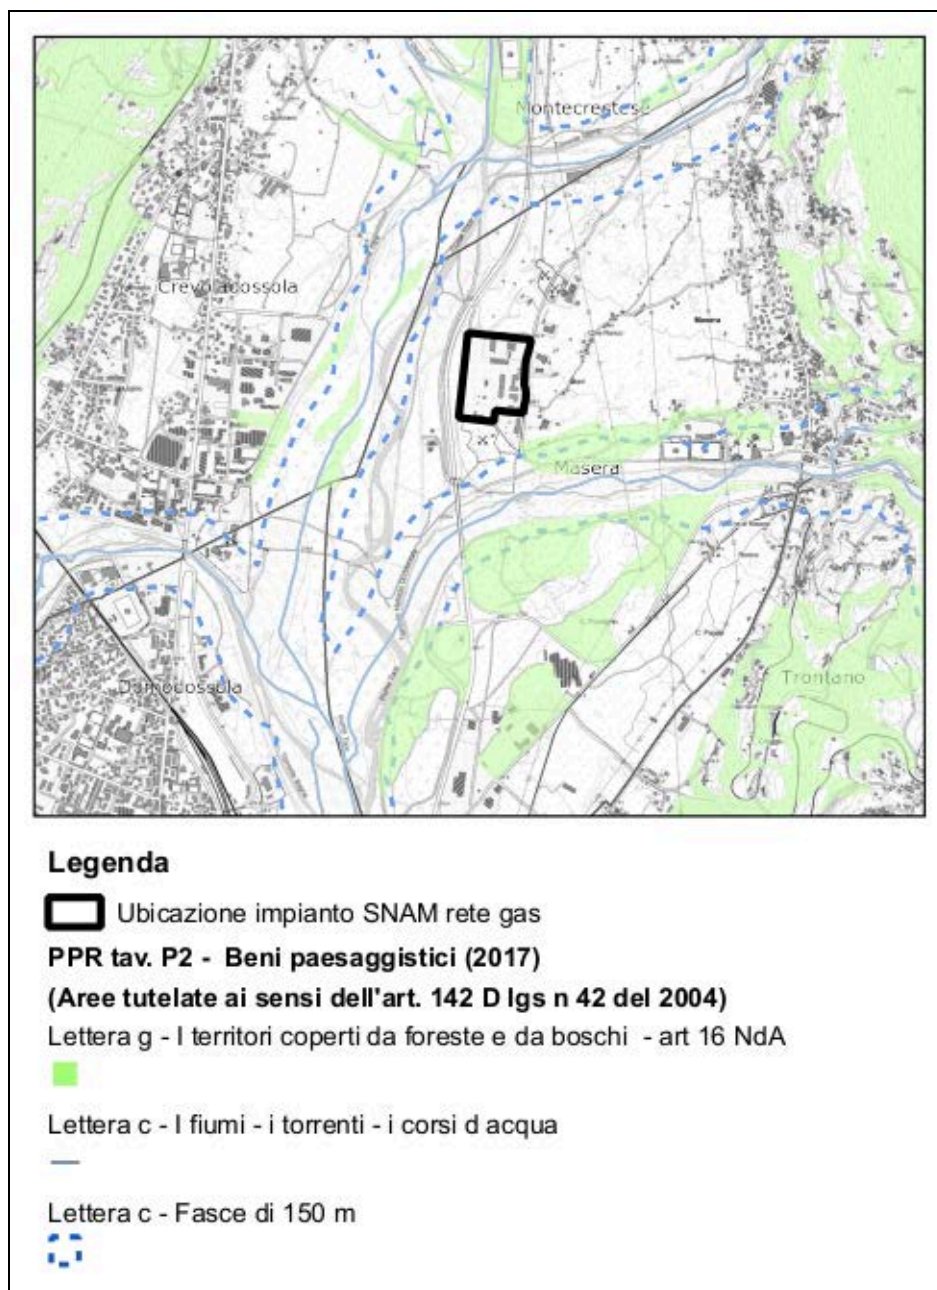 Montecrestese
Crevoladossola
Masera
Masera
Domodossola
Trontano
Legenda
Ubicazione impianto SNAM rete gas
PPR tav. P2 - Beni paesaggistici (2017)
(Aree tutelate ai sensi dell'art. 142 D lgs n 42 del 2004)
Lettera g - I territori coperti da foreste e da boschi - art 16 NdA
Lettera c - I fiumi - i torrenti - i corsi d acqua
Lettera c - Fasce di 150 m